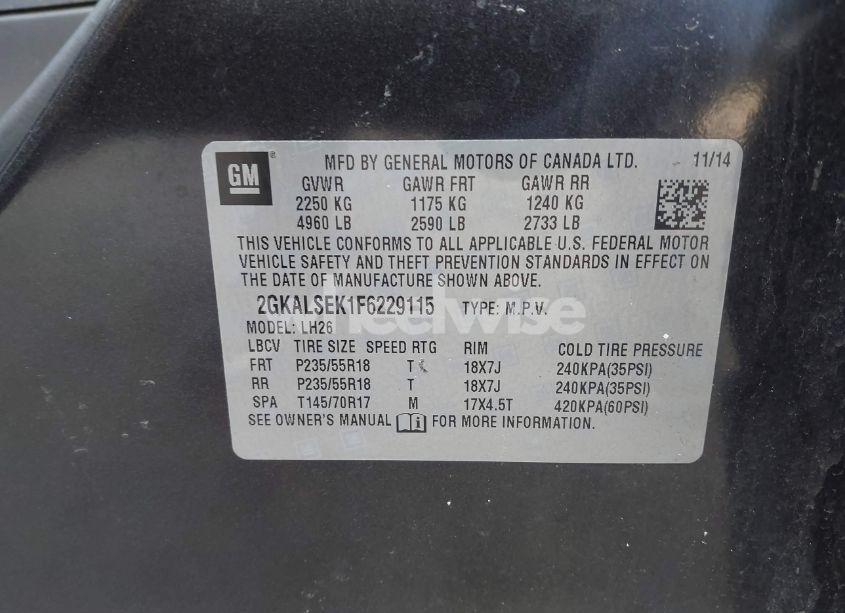 GM ® MFD BY GENERAL MOTORS OF CANADA LTD. 11/14
GVWR GAWR FRT GAWR RR
2250 KG 1175 KG 1240 KG
4960 LB 2590 LB 2733 LB
THIS VEHICLE CONFORMS TO ALL APPLICABLE U.S. FEDERAL MOTOR
VEHICLE SAFETY AND THEFT PREVENTION STANDARDS IN EFFECT ON
THE DATE OF MANUFACTURE SHOWN ABOVE.
2GKALSEK1F6229115 TYPE: M.P.V.
wheelwise
MODEL: LH26
LBCV TIRE SIZE SPEED RTG RIM COLD TIRE PRESSURE
FRT P235/55R18 T 18X7J 240KPA(35PSI)
RR P235/55R18 T 18X7J 240KPA(35PSI)
SPA T145/70R17 M 17X4.5T 420KPA(60PSI)
SEE OWNER'S MANUAL FOR MORE INFORMATION.